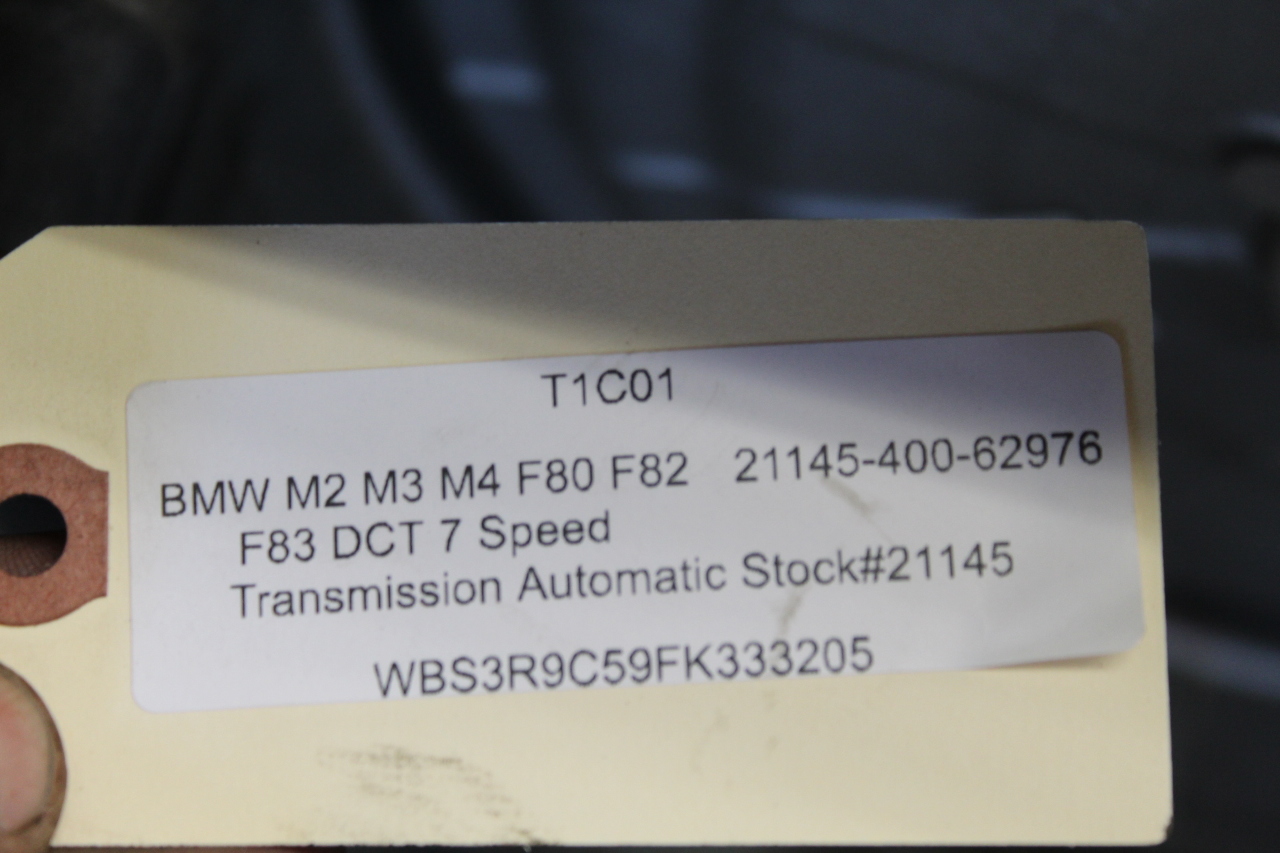 T1C01
BMW M2 M3 M4 F80 F82 21145-400-62976
F83 DCT 7 Speed
Transmission Automatic Stock#21145
WBS3R9C59FK333205